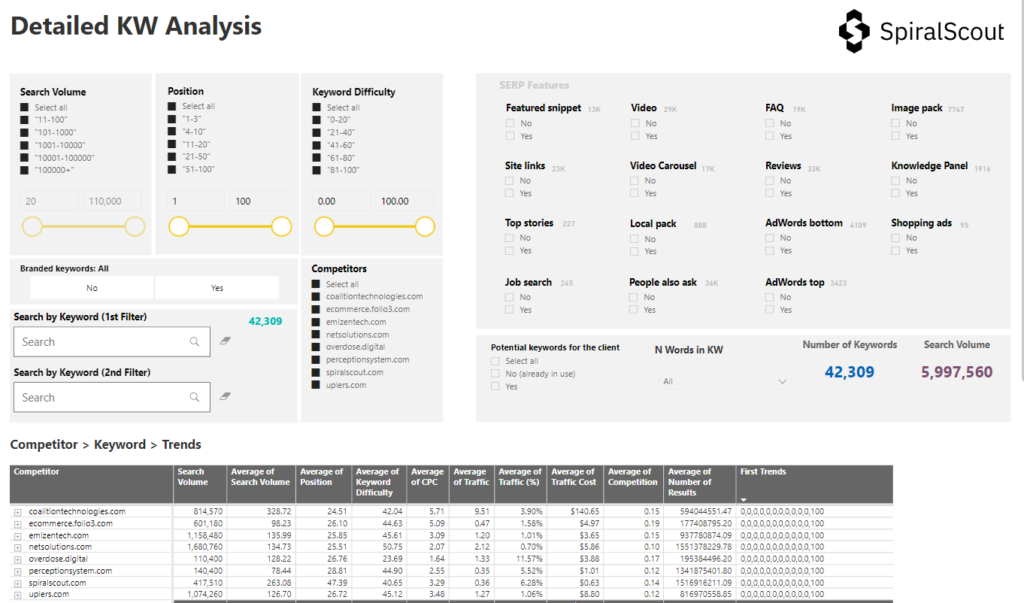 Detailed KW Analysis
SpiralScout
Search Volume
Select all
"11-100"
"101-1000"
"1001-10000"
"10001-100000"
"100000+"
20 110,000
Position
Select all
"1-3"
"4-10"
"11-20"
"21-50"
"51-100"
1 100
Keyword Difficulty
Select all
"0-20"
"21-40"
"41-60"
"61-80"
"81-100"
0.00 100.00
Branded keywords: All
No Yes
Search by Keyword (1st Filter)
42,309
Search
Search by Keyword (2nd Filter)
Search
Competitors
Select all
coalitiontechnologies.com
ecommerce.folio3.com
emizentech.com
netsolutions.com
overdose.digital
perceptionsystem.com
spiralscout.com
uplers.com
SERP Features
Featured snippet 13K
No
Yes
Video 29K
No
Yes
FAQ 19K
No
Yes
Image pack 7767
No
Yes
Site links 23K
No
Yes
Video Carousel 17K
No
Yes
Reviews 33K
No
Yes
Knowledge Panel 1916
No
Yes
Top stories 227
No
Yes
Local pack 888
No
Yes
AdWords bottom 4109
No
Yes
Shopping ads 95
No
Yes
Job search 245
No
Yes
People also ask 36K
No
Yes
AdWords top 3423
No
Yes
Potential keywords for the client
Select all
No (already in use)
Yes
N Words in KW
All
Number of Keywords
42,309
Search Volume
5,997,560
Competitor > Keyword > Trends
Competitor Search Volume Average of Search Volume Average of Position Average of Keyword Difficulty Average of CPC Average of Traffic Average of Traffic (%) Average of Traffic Cost Average of Competition Average of Number of Results First Trends
coalitiontechnologies.com 814,570 328.72 24.51 42.04 5.71 9.51 3.90% $140.65 0.15 594044551.47 0,0,0,0,0,0,0,0,0,0,0,100
ecommerce.folio3.com 601,180 98.23 26.10 44.63 5.09 0.47 1.58% $4.97 0.19 177408795.20 0,0,0,0,0,0,0,0,0,0,0,100
emizentech.com 1,158,480 135.99 25.85 45.61 3.09 1.20 1.01% $3.65 0.15 937780874.09 0,0,0,0,0,0,0,0,0,0,0,100
netsolutions.com 1,680,760 134.73 25.51 50.75 2.07 2.12 0.70% $5.86 0.10 1551378229.78 0,0,0,0,0,0,0,0,0,0,0,100
overdose.digital 110,400 128.22 26.76 23.69 1.64 1.33 11.57% $3.88 0.17 195384496.20 0,0,0,0,0,0,0,0,0,0,0,100
perceptionsystem.com 140,400 78.44 28.81 44.90 2.55 0.35 5.52% $1.01 0.12 1341875401.80 0,0,0,0,0,0,0,0,0,0,0,100
spiralscout.com 417,510 263.08 47.39 40.65 3.29 0.36 6.28% $0.63 0.14 1516916211.09 0,0,0,0,0,0,0,0,0,0,0,100
uplers.com 1,074,260 126.70 26.72 45.12 3.48 1.27 1.06% $8.80 0.12 816970558.85 0,0,0,0,0,0,0,0,0,0,0,100